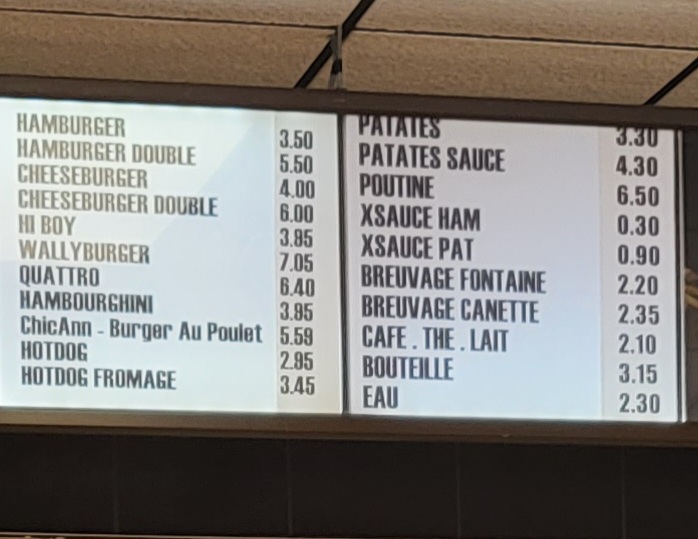 HAMBURGER 3.50
HAMBURGER DOUBLE 5.50
CHEESEBURGER 4.00
CHEESEBURGER DOUBLE 6.00
HI BOY 3.85
WALLYBURGER 7.05
QUATTRO 6.40
HAMBOURGHINI 3.95
ChicAnn - Burger Au Poulet 5.59
HOTDOG 2.85
HOTDOG FROMAGE 3.45
PATATES 3.30
PATATES SAUCE 4.30
POUTINE 6.50
XSAUCE HAM 0.30
XSAUCE PAT 0.90
BREUVAGE FONTAINE 2.20
BREUVAGE CANETTE 2.35
CAFE . THE . LAIT 2.10
BOUTEILLE 3.15
EAU 2.30